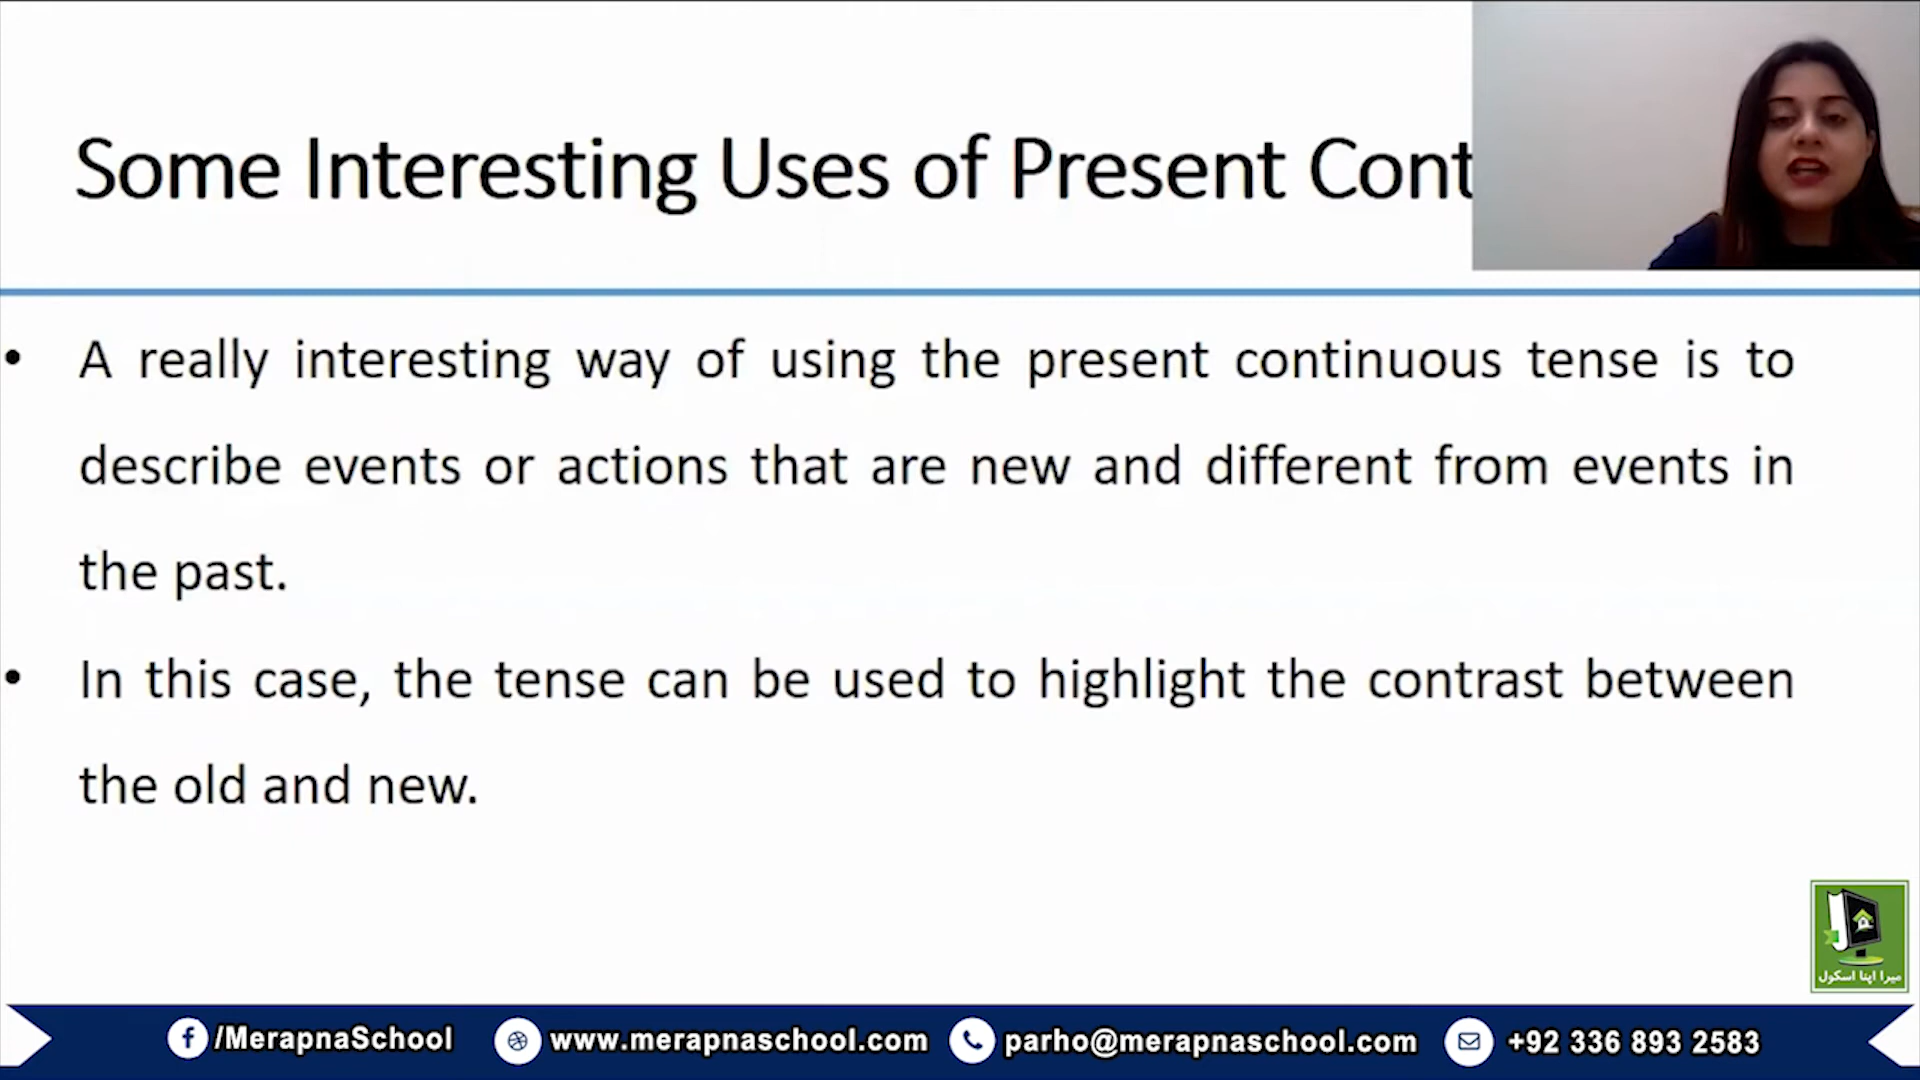 Some Interesting Uses of Present Cont
• A really interesting way of using the present continuous tense is to
describe events or actions that are new and different from events in
the past.
• In this case, the tense can be used to highlight the contrast between
the old and new.
میرا اپنا اسکول
/MerapnaSchool
www.merapnaschool.com
parho@merapnaschool.com
+92 336 893 2583